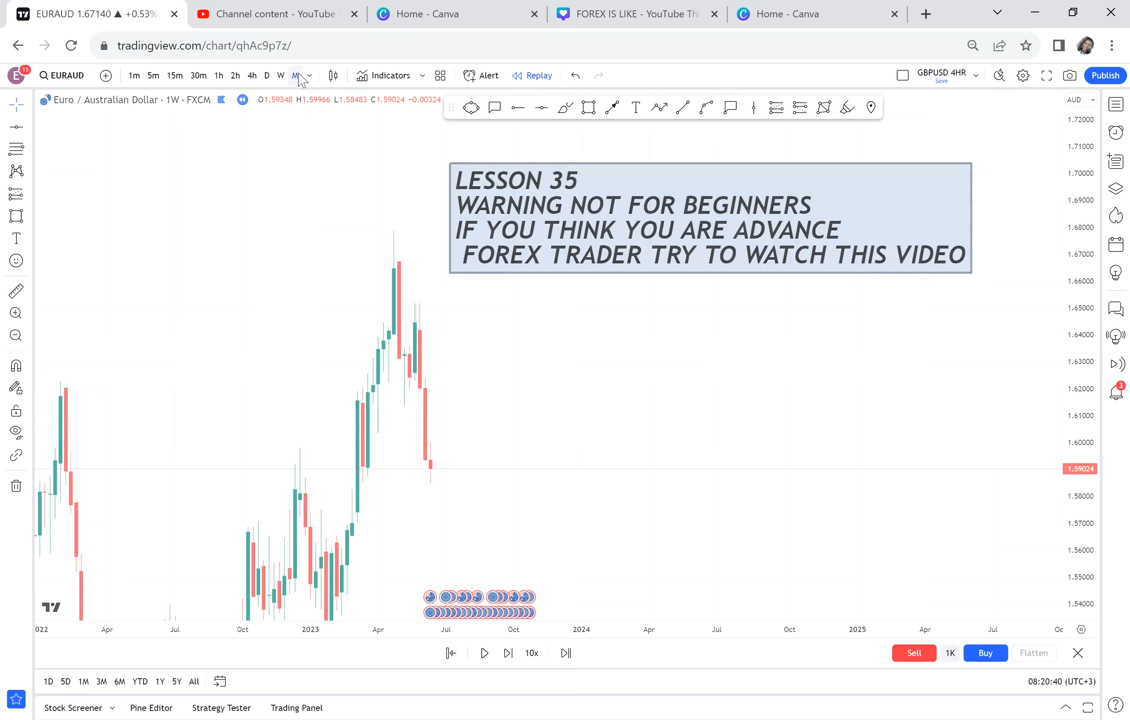 EURAUD 1.67140 ▲ +0.53%
Channel content - YouTube
Home - Canva
FOREX IS LIKE - YouTube Th
Home - Canva
tradingview.com/chart/qhAc9p7z/
E 11
EURAUD
1m 5m 15m 30m 1h 2h 4h D W M
Indicators
Alert
Replay
GBPUSD 4HR
Save
Publish
Euro / Australian Dollar · 1W · FXCM
O1.59348 H1.59966 L1.58483 C1.59024 -0.00324
AUD
LESSON 35
WARNING NOT FOR BEGINNERS
IF YOU THINK YOU ARE ADVANCE
FOREX TRADER TRY TO WATCH THIS VIDEO
1.72000
1.71000
1.70000
1.69000
1.68000
1.67000
1.66000
1.65000
1.64000
1.63000
1.62000
1.61000
1.60000
1.59024
1.58000
1.57000
1.56000
1.55000
1.54000
3
022 Apr Jul Oct 2023 Apr Jul Oct 2024 Apr Jul Oct 2025 Apr Jul Oc
10x
Sell 1K Buy Flatten
1D 5D 1M 3M 6M YTD 1Y 5Y All
08:20:40 (UTC+3)
Stock Screener Pine Editor Strategy Tester Trading Panel